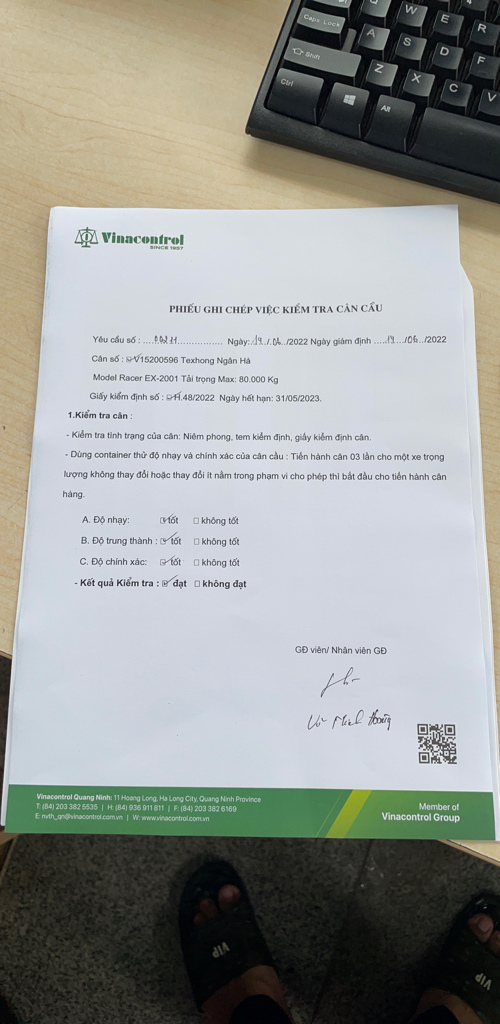 Caps Lock
Shift
Ctrl
Alt
W
E
R
A
S
D
F
Z
X
C
V
Vinacontrol
SINCE 1957
PHIẾU GHI CHÉP VIỆC KIỂM TRA CÂN CẨU
Yêu cầu số : Ngày: 14/06/2022 Ngày giám định 14/06/2022
Cân số : 15200596 Texhong Ngân Hà
Model Racer EX-2001 Tải trọng Max: 80.000 Kg
Giấy kiểm định số : H.48/2022 Ngày hết hạn: 31/05/2023.
1.Kiểm tra cân :
- Kiểm tra tình trạng của cân: Niêm phong, tem kiểm định, giấy kiểm định cân.
- Dùng container thử độ nhạy và chính xác của cân cầu : Tiến hành cân 03 lần cho một xe trọng
lượng không thay đổi hoặc thay đổi ít nằm trong phạm vi cho phép thì bắt đầu cho tiến hành cân
hàng.
A. Độ nhạy: tốt không tốt
B. Độ trung thành : tốt không tốt
C. Độ chính xác: tốt không tốt
- Kết quả Kiểm tra : đạt không đạt
GĐ viên/ Nhân viên GĐ
Vũ Minh Hoàng
Vinacontrol Quang Ninh: 11 Hoang Long, Ha Long City, Quang Ninh Province
T: (84) 203 382 5535 | H: (84) 936 911 811 | F: (84) 203 382 6169
E: nvth_qn@vinacontrol.com.vn | W: www.vinacontrol.com.vn
Member of
Vinacontrol Group
VIP
VIP